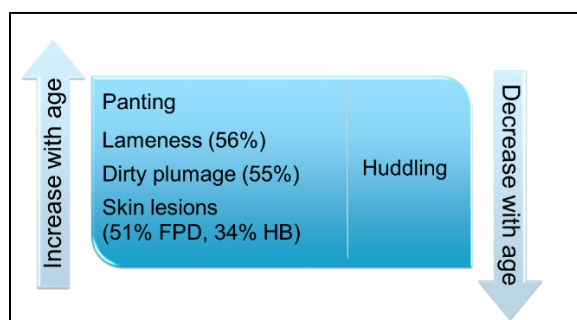 Increase with age
Panting
Lameness (56%)
Dirty plumage (55%)
Skin lesions
(51% FPD, 34% HB)
Huddling
Decrease with age